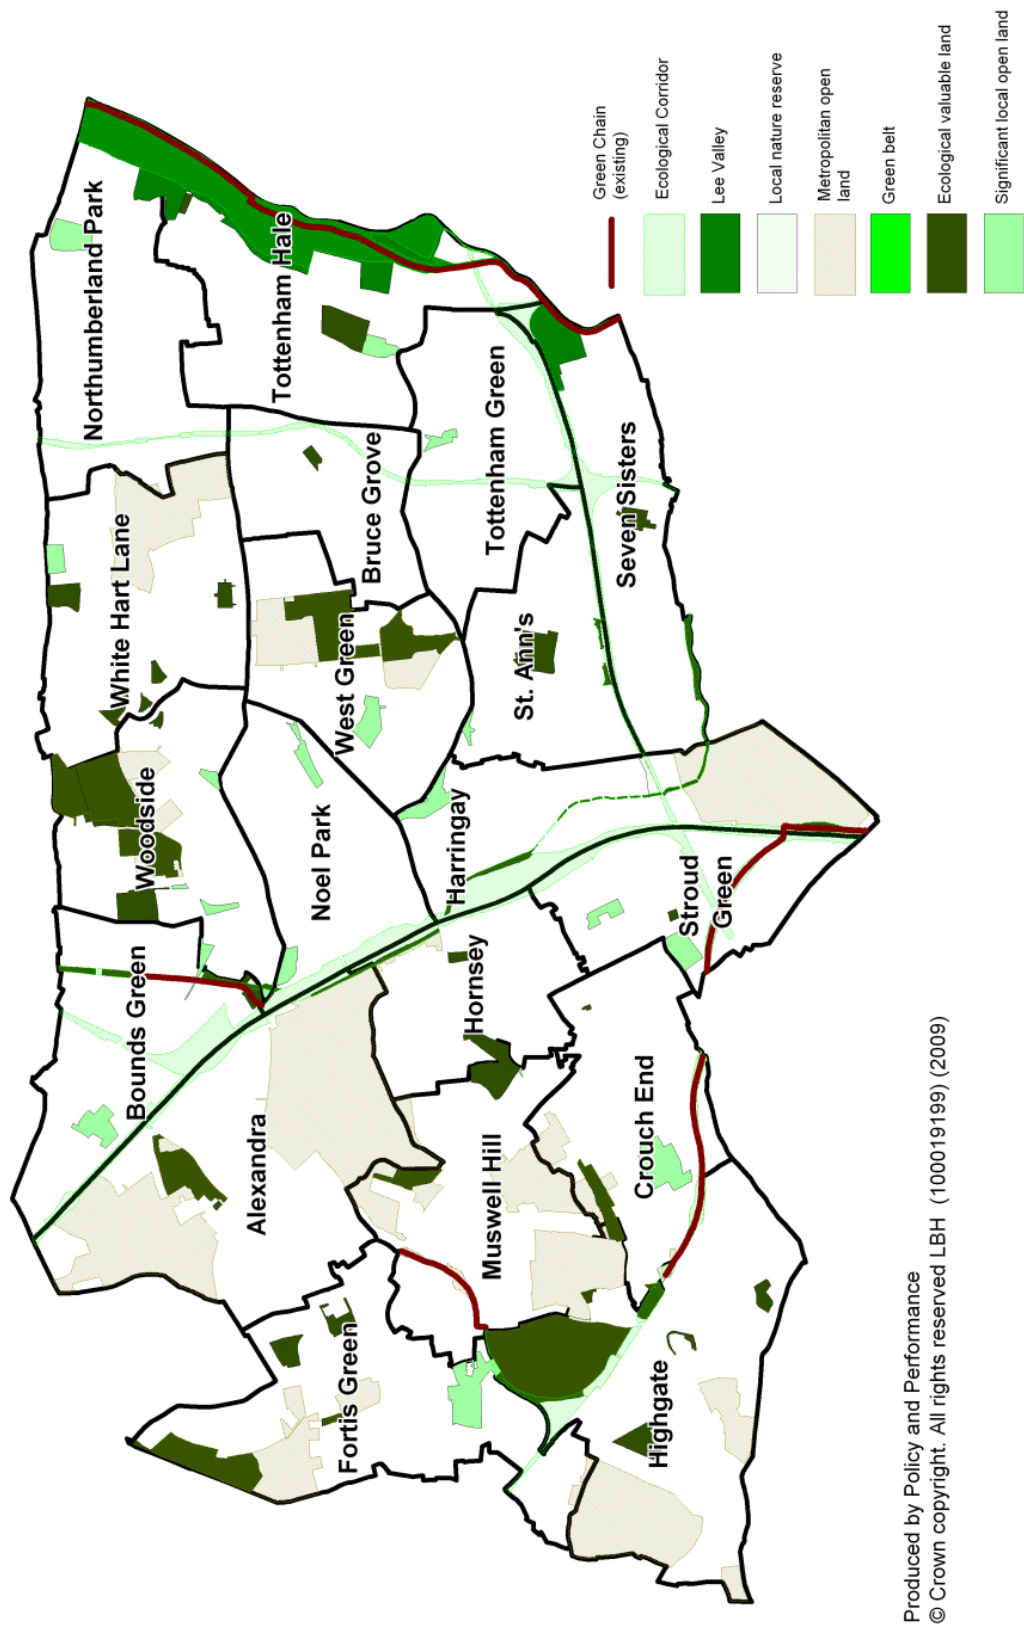 Northumberland Park
Tottenham Hale
White Hart Lane
Bruce Grove
Tottenham Green
Seven Sisters
West Green
St. Ann's
Woodside
Noel Park
Harringay
Bounds Green
Hornsey
Stroud
Green
Alexandra
Muswell Hill
Crouch End
Fortis Green
Highgate
Green Chain
(existing)
Ecological Corridor
Lee Valley
Local nature reserve
Metropolitan open
land
Green belt
Ecological valuable land
Significant local open land
Produced by Policy and Performance
© Crown copyright. All rights reserved LBH (100019199) (2009)